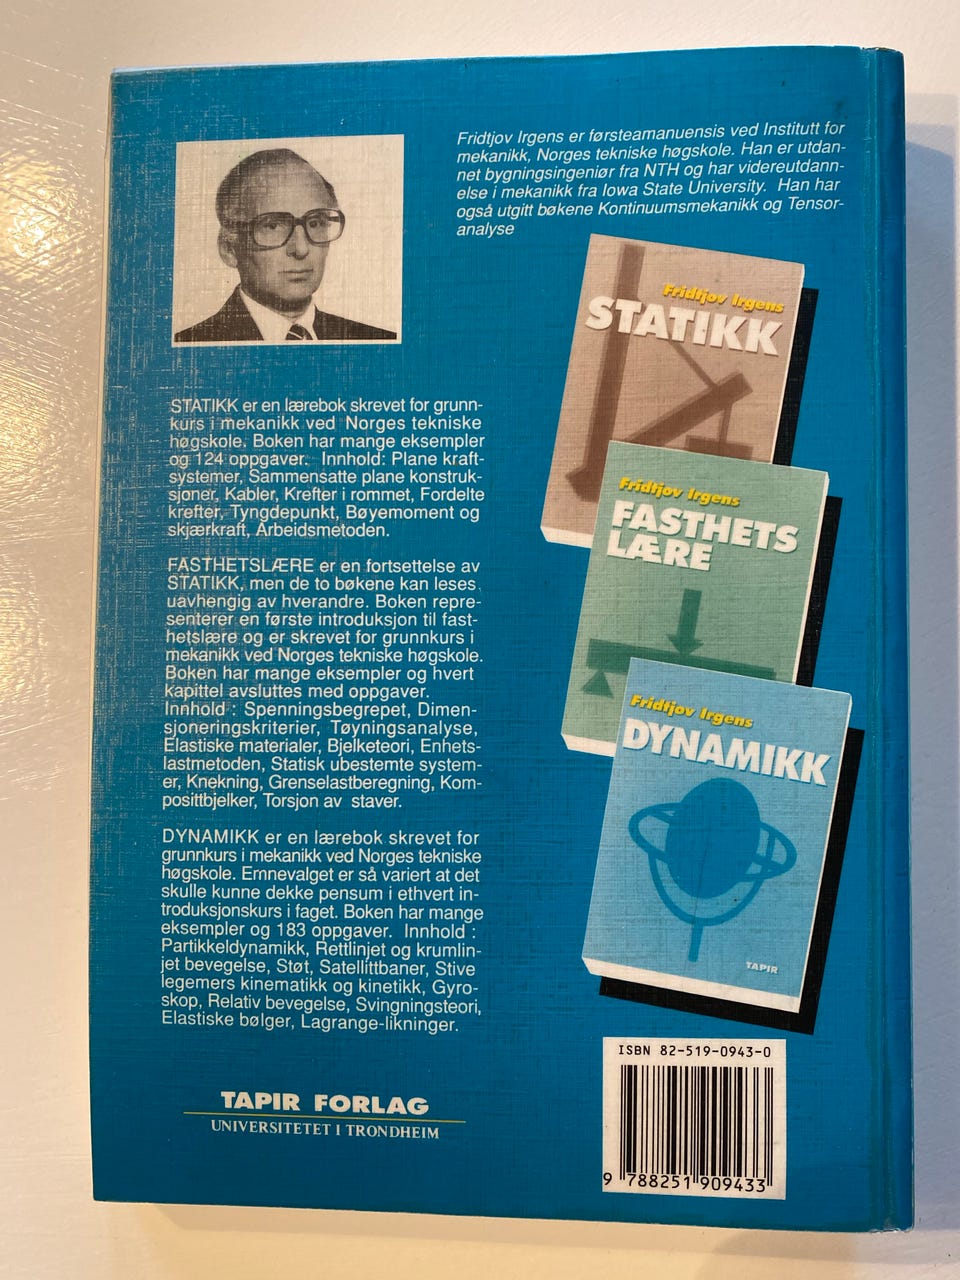 Fridtjov Irgens er førsteamanuensis ved Institutt for
mekanikk, Norges tekniske høgskole. Han er utdan-
net bygningsingeniør fra NTH og har videreutdann-
else i mekanikk fra Iowa State University. Han har
også utgitt bøkene Kontinuumsmekanikk og Tensor-
analyse
Fridtjov Irgens
STATIKK
Fridtjov Irgens
FASTHETS
LÆRE
Fridtjov Irgens
DYNAMIKK
TAPIR
STATIKK er en lærebok skrevet for grunn-
kurs i mekanikk ved Norges tekniske
høgskole. Boken har mange eksempler
og 124 oppgaver. Innhold: Plane kraft-
systemer, Sammensatte plane konstruk-
sjoner, Kabler, Krefter i rommet, Fordelte
krefter, Tyngdepunkt, Bøyemoment og
skjærkraft, Arbeidsmetoden.
FASTHETSLÆRE er en fortsettelse av
STATIKK, men de to bøkene kan leses
uavhengig av hverandre. Boken repre-
senterer en første introduksjon til fast-
hetslære og er skrevet for grunnkurs i
mekanikk ved Norges tekniske høgskole.
Boken har mange eksempler og hvert
kapittel avsluttes med oppgaver.
Innhold : Spenningsbegrepet, Dimen-
sjoneringskriterier, Tøyningsanalyse,
Elastiske materialer, Bjelketeori, Enhets-
lastmetoden, Statisk ubestemte system-
er, Knekning, Grenselastberegning, Kom-
posittbjelker, Torsjon av staver.
DYNAMIKK er en lærebok skrevet for
grunnkurs i mekanikk ved Norges tekniske
høgskole. Emnevalget er så variert at det
skulle kunne dekke pensum i ethvert in-
troduksjonskurs i faget. Boken har mange
eksempler og 183 oppgaver. Innhold :
Partikkeldynamikk, Rettlinjet og krumlin-
jet bevegelse, Støt, Satellittbaner, Stive
legemers kinematikk og kinetikk, Gyro-
skop, Relativ bevegelse, Svingningsteori,
Elastiske bølger, Lagrange-likninger.
TAPIR FORLAG
UNIVERSITETET I TRONDHEIM
ISBN 82-519-0943-0
9 788251 909433